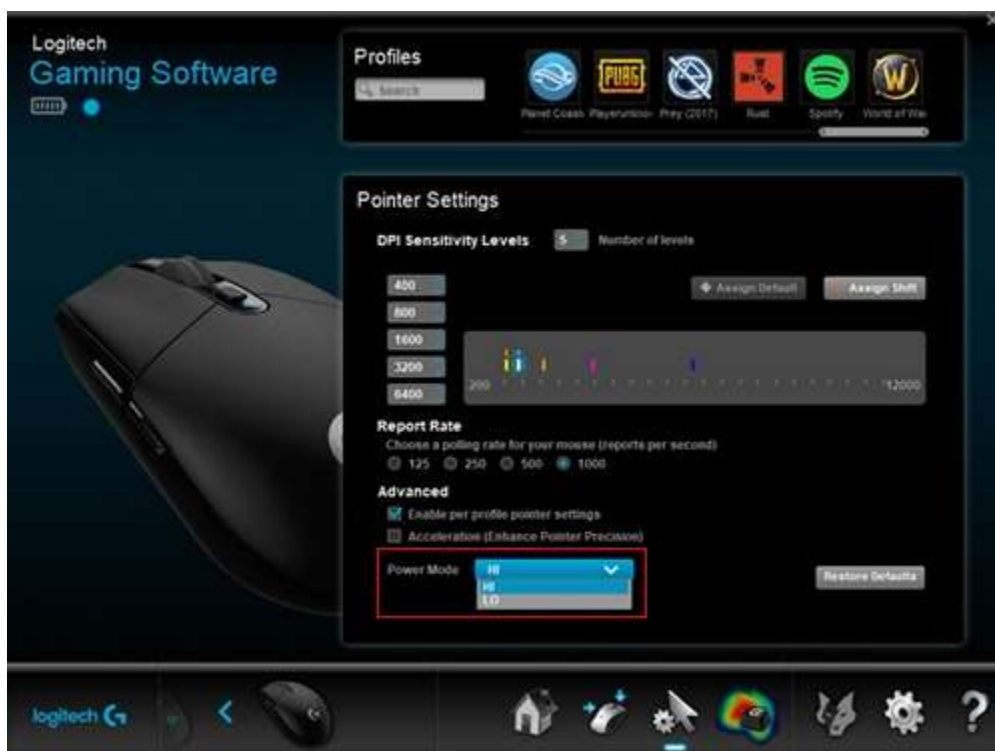 Logitech
Gaming Software
Profiles
Search
PUBG
W
Planet Coast Playerunkno- Prey (2017) Rust Spotify World of War
Pointer Settings
DPI Sensitivity Levels 5 Number of levels
400
800
1600
3200
6400
Assign Default Assign Shift
200 12000
Report Rate
Choose a polling rate for your mouse (reports per second)
125 250 500 1000
Advanced
Enable per profile pointer settings
Acceleration (Enhance Pointer Precision)
Power Mode HI
HI
LO
Restore Defaults
logitech G
?